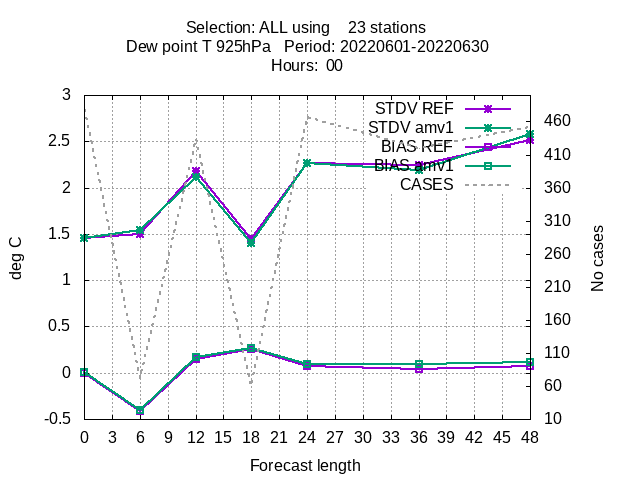 Selection: ALL using 23 stations
Dew point T 925hPa Period: 20220601-20220630
Hours: 00
STDV REF
STDV amv1
BIAS REF
BIAS amv1
CASES
3
2.5
2
1.5
1
0.5
0
-0.5
deg C
460
410
360
310
260
210
160
110
60
10
No cases
0 3 6 9 12 15 18 21 24 27 30 33 36 39 42 45 48
Forecast length